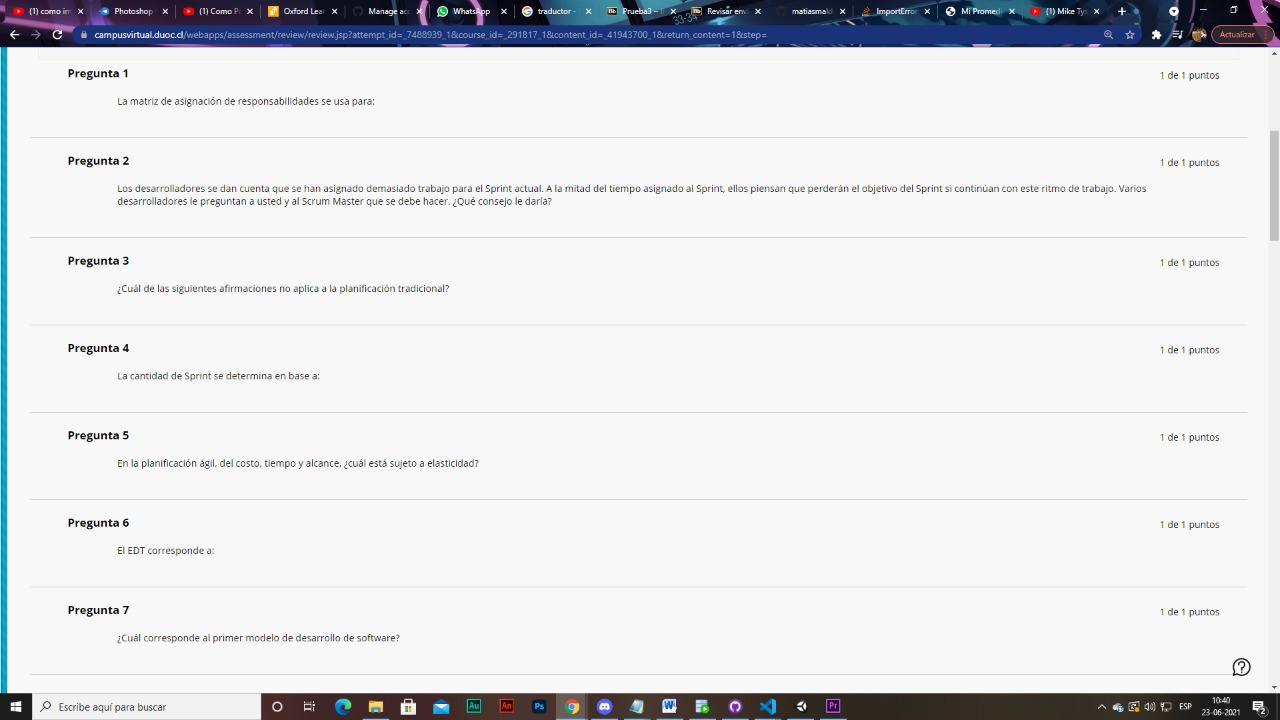 (1) como im
Photoshop
(1) Como P
Oxford Lear
Manage ac
WhatsApp
traductor -
Prueba3 – I
Revisar envi
matiasmald
ImportError
Mi Promedi
(1) Mike Ty
campusvirtual.duoc.cl/webapps/assessment/review/review.jsp?attempt_id=_7488939_1&course_id=_291817_1&content_id=_41943700_1&return_content=1&step=
Actualizar
Pregunta 1
1 de 1 puntos
La matriz de asignación de responsabilidades se usa para:
Pregunta 2
1 de 1 puntos
Los desarrolladores se dan cuenta que se han asignado demasiado trabajo para el Sprint actual. A la mitad del tiempo asignado al Sprint, ellos piensan que perderán el objetivo del Sprint si continúan con este ritmo de trabajo. Varios
desarrolladores le preguntan a usted y al Scrum Master que se debe hacer. ¿Qué consejo le daría?
Pregunta 3
1 de 1 puntos
¿Cuál de las siguientes afirmaciones no aplica a la planificación tradicional?
Pregunta 4
1 de 1 puntos
La cantidad de Sprint se determina en base a:
Pregunta 5
1 de 1 puntos
En la planificación ágil, del costo, tiempo y alcance, ¿cuál está sujeto a elasticidad?
Pregunta 6
1 de 1 puntos
El EDT corresponde a:
Pregunta 7
1 de 1 puntos
¿Cuál corresponde al primer modelo de desarrollo de software?
Escribe aquí para buscar
Au
An
Ps
Pr
ESP
10:40
23-06-2021
2